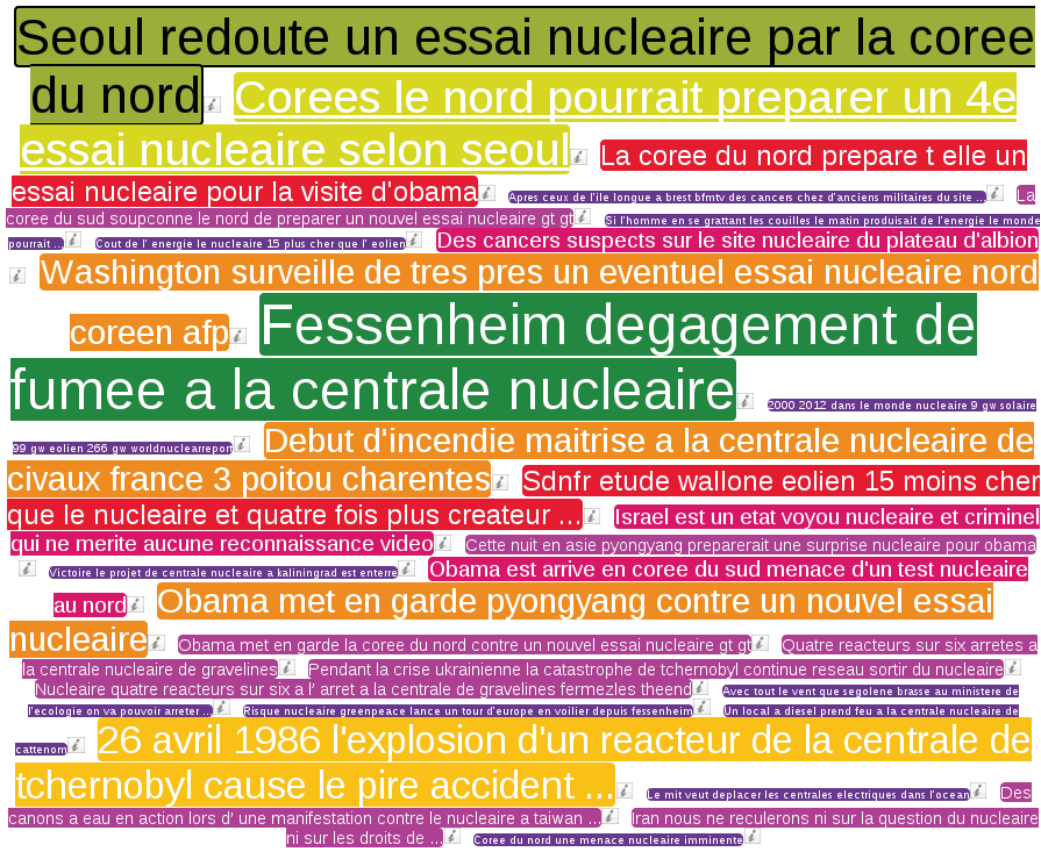 Seoul redoute un essai nucleaire par la coree
du nord Corees le nord pourrait preparer un 4e
essai nucleaire selon seoul La coree du nord prepare t elle un
essai nucleaire pour la visite d'obama Apres ceux de l'ile longue a brest bfmtv des cancers chez d'anciens militaires du site ... La
coree du sud soupconne le nord de preparer un nouvel essai nucleaire gt gt Si l'homme en se grattant les couilles le matin produisait de l'energie le monde
pourrait ... Cout de l' energie le nucleaire 15 plus cher que l' eolien Des cancers suspects sur le site nucleaire du plateau d'albion
Washington surveille de tres pres un eventuel essai nucleaire nord
coreen afp Fessenheim degagement de
fumee a la centrale nucleaire 2000 2012 dans le monde nucleaire 9 gw solaire
99 gw eolien 266 gw worldnuclearreport Debut d'incendie maitrise a la centrale nucleaire de
civaux france 3 poitou charentes Sdnfr etude wallone eolien 15 moins cher
que le nucleaire et quatre fois plus createur ... Israel est un etat voyou nucleaire et criminel
qui ne merite aucune reconnaissance video Cette nuit en asie pyongyang preparerait une surprise nucleaire pour obama
Victoire le projet de centrale nucleaire a kaliningrad est enterre Obama est arrive en coree du sud menace d'un test nucleaire
au nord Obama met en garde pyongyang contre un nouvel essai
nucleaire Obama met en garde la coree du nord contre un nouvel essai nucleaire gt gt Quatre reacteurs sur six arretes a
la centrale nucleaire de gravelines Pendant la crise ukrainienne la catastrophe de tchernobyl continue reseau sortir du nucleaire
Nucleaire quatre reacteurs sur six a l' arret a la centrale de gravelines fermezles theend Avec tout le vent que segolene brasse au ministere de
l'ecologie on va pouvoir arreter ... Risque nucleaire greenpeace lance un tour d'europe en voilier depuis fessenheim Un local a diesel prend feu a la centrale nucleaire de
cattenom 26 avril 1986 l'explosion d'un reacteur de la centrale de
tchernobyl cause le pire accident ... Le mit veut deplacer les centrales electriques dans l'ocean Des
canons a eau en action lors d' une manifestation contre le nucleaire a taiwan ... Iran nous ne reculerons ni sur la question du nucleaire
ni sur les droits de ... Coree du nord une menace nucleaire imminente